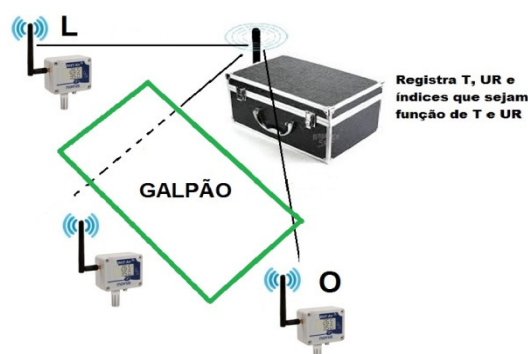 L
Registra T, UR e
índices que sejam
função de T e UR
GALPÃO
O